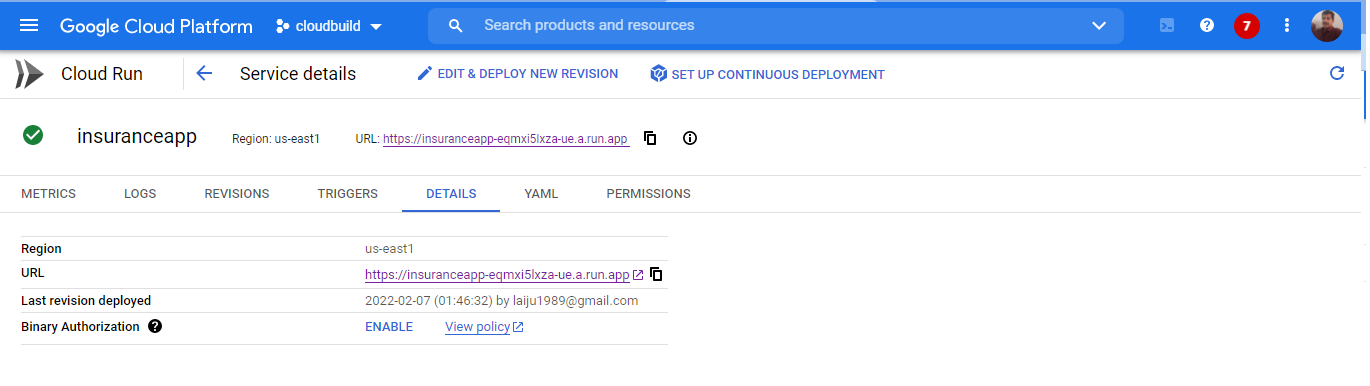 Google Cloud Platform cloudbuild Search products and resources 7
Cloud Run Service details EDIT & DEPLOY NEW REVISION SET UP CONTINUOUS DEPLOYMENT
insuranceapp Region: us-east1 URL: https://insuranceapp-eqmxi5lxza-ue.a.run.app
METRICS LOGS REVISIONS TRIGGERS DETAILS YAML PERMISSIONS
Region us-east1
URL https://insuranceapp-eqmxi5lxza-ue.a.run.app
Last revision deployed 2022-02-07 (01:46:32) by laiju1989@gmail.com
Binary Authorization ENABLE View policy